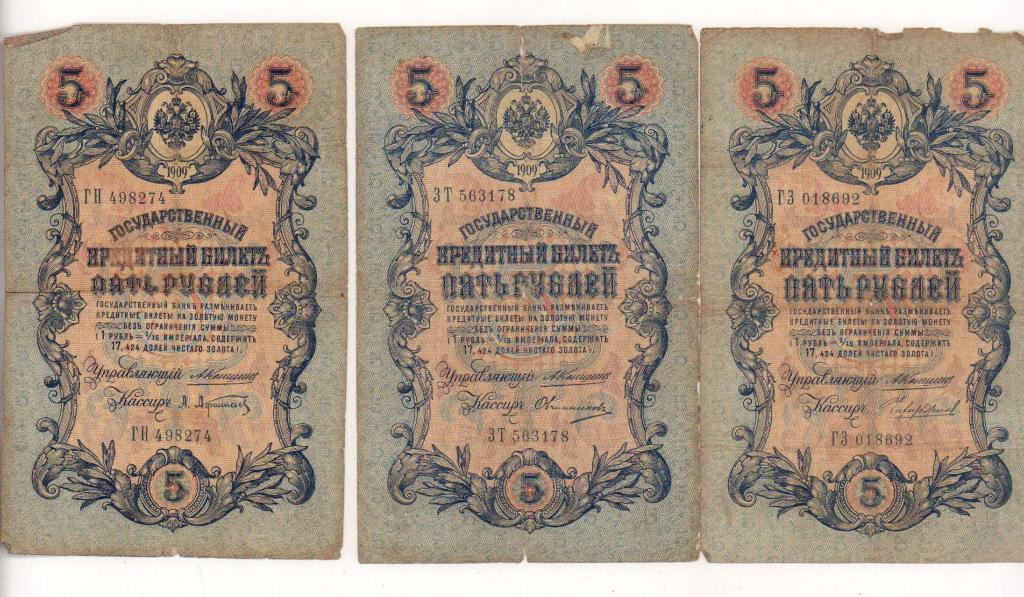 5 5
1909
ГН 498274
ГОСУДАРСТВЕННЫЙ
КРЕДИТНЫЙ БИЛЕТЪ
ПЯТЬ РУБЛЕЙ
ГОСУДАРСТВЕННЫЙ БАНКЪ РАЗМѢНИВАЕТЪ
КРЕДИТНЫЕ БИЛЕТЫ НА ЗОЛОТУЮ МОНЕТУ
БЕЗЪ ОГРАНИЧЕНІЯ СУММЫ
(1 РУБЛЬ = 1/15 ИМПЕРІАЛА, СОДЕРЖИТЪ
17,424 ДОЛЕЙ ЧИСТАГО ЗОЛОТА).
Управляющій
Кассиръ
ГН 498274
5
5 5
1909
ЗТ 563178
ГОСУДАРСТВЕННЫЙ
КРЕДИТНЫЙ БИЛЕТЪ
ПЯТЬ РУБЛЕЙ
ГОСУДАРСТВЕННЫЙ БАНКЪ РАЗМѢНИВАЕТЪ
КРЕДИТНЫЕ БИЛЕТЫ НА ЗОЛОТУЮ МОНЕТУ
БЕЗЪ ОГРАНИЧЕНІЯ СУММЫ
(1 РУБЛЬ = 1/15 ИМПЕРІАЛА, СОДЕРЖИТЪ
17,424 ДОЛЕЙ ЧИСТАГО ЗОЛОТА).
Управляющій
Кассиръ Овчинниковъ
ЗТ 563178
5
5 5
1909
ГЗ 018692
ГОСУДАРСТВЕННЫЙ
КРЕДИТНЫЙ БИЛЕТЪ
ПЯТЬ РУБЛЕЙ
ГОСУДАРСТВЕННЫЙ БАНКЪ РАЗМѢНИВАЕТЪ
КРЕДИТНЫЕ БИЛЕТЫ НА ЗОЛОТУЮ МОНЕТУ
БЕЗЪ ОГРАНИЧЕНІЯ СУММЫ
(1 РУБЛЬ = 1/15 ИМПЕРІАЛА, СОДЕРЖИТЪ
17,424 ДОЛЕЙ ЧИСТАГО ЗОЛОТА).
Управляющій
Кассиръ
ГЗ 018692
5